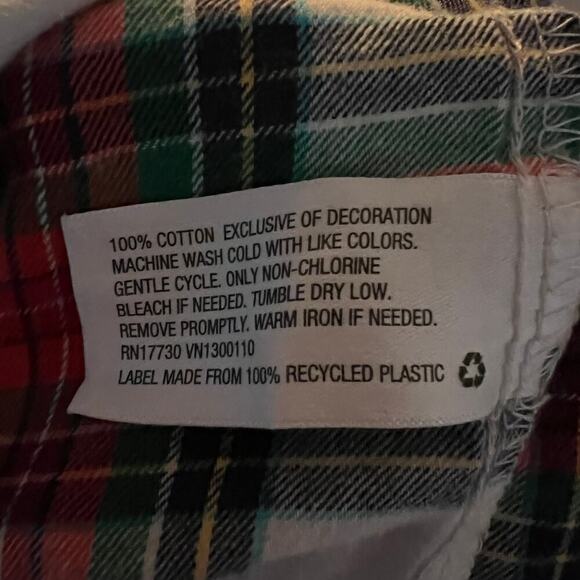 100% COTTON EXCLUSIVE OF DECORATION
MACHINE WASH COLD WITH LIKE COLORS.
GENTLE CYCLE. ONLY NON-CHLORINE
BLEACH IF NEEDED. TUMBLE DRY LOW.
REMOVE PROMPTLY. WARM IRON IF NEEDED.
RN17730 VN1300110
LABEL MADE FROM 100% RECYCLED PLASTIC